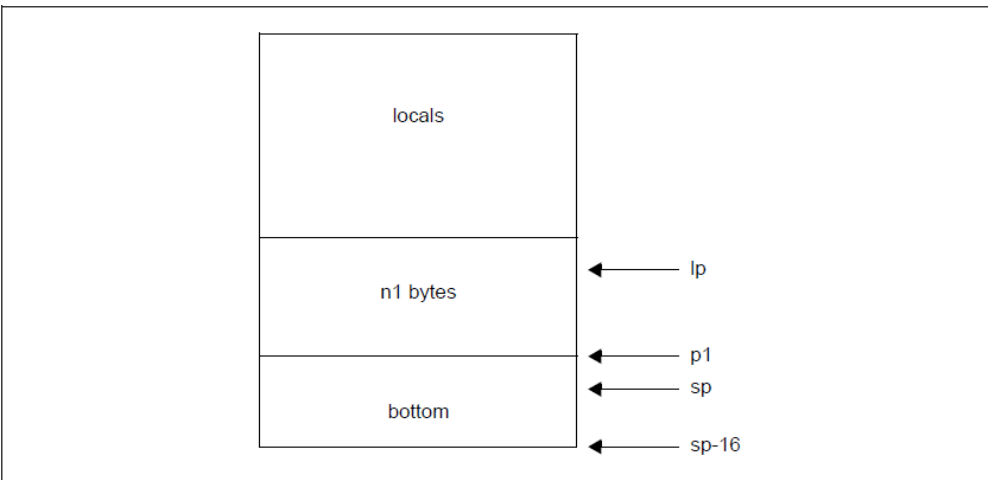 locals
lp
n1 bytes
p1
sp
bottom
sp-16